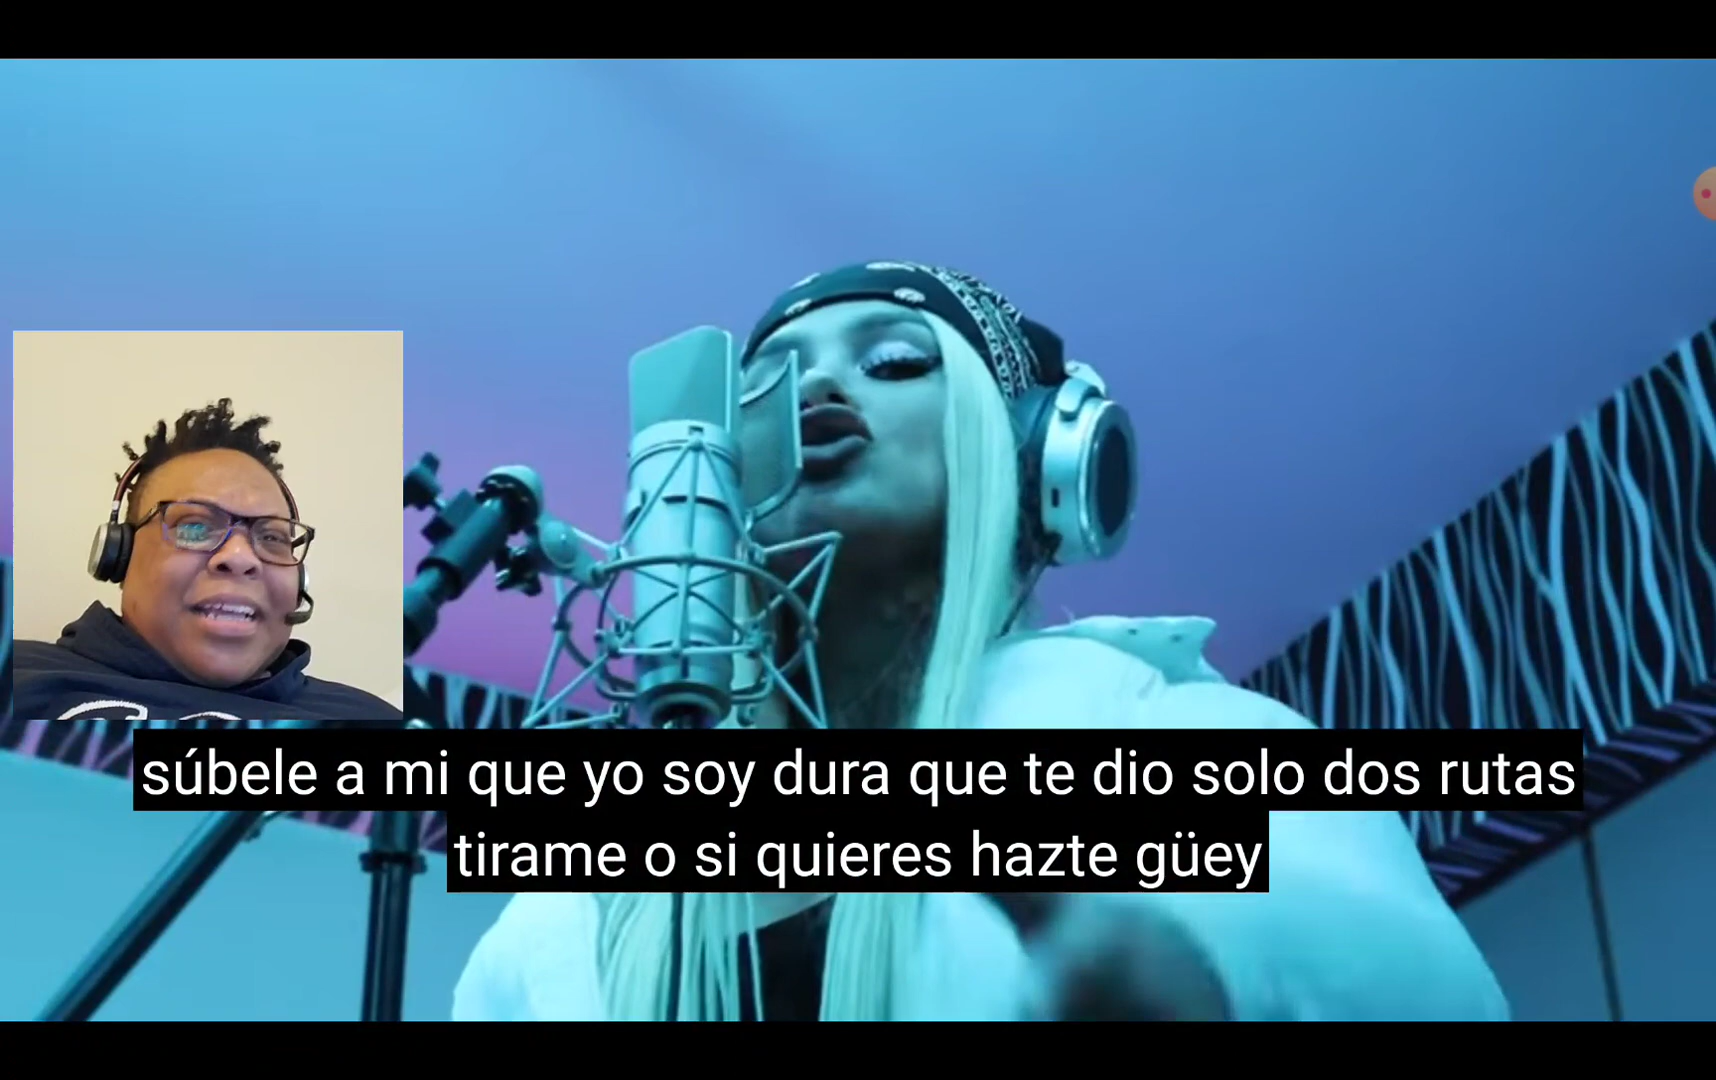 súbele a mi que yo soy dura que te dio solo dos rutas
tirame o si quieres hazte güey